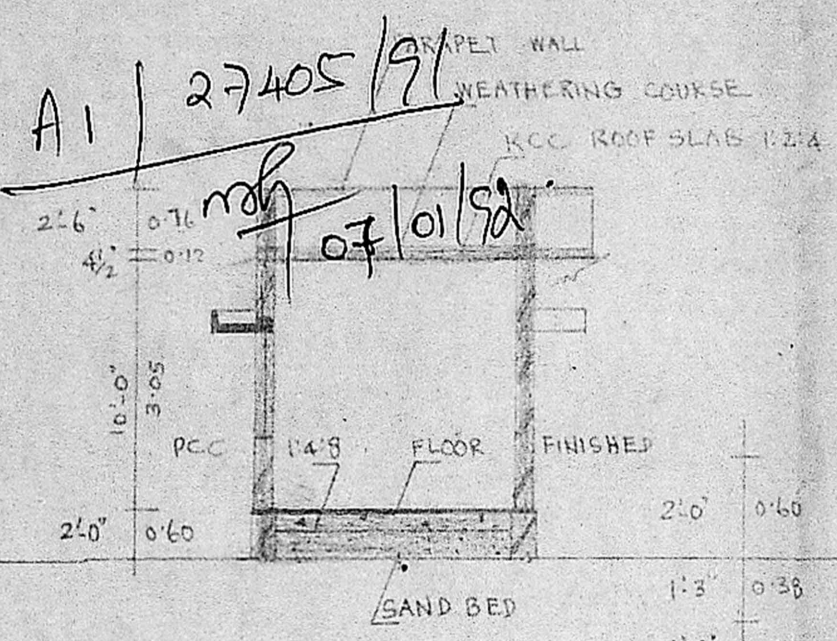 PARAPET WALL
A1 27405/91
WEATHERING COURSE
RCC ROOF SLAB 1:2:4
2'-6" 0.76
07/01/92
4½" 0.12
10'-0" 3.05
PCC 1:4:8 FLOOR FINISHED
2'-0" 0.60
2'-0" 0.60
1'-3" 0.38
SAND BED